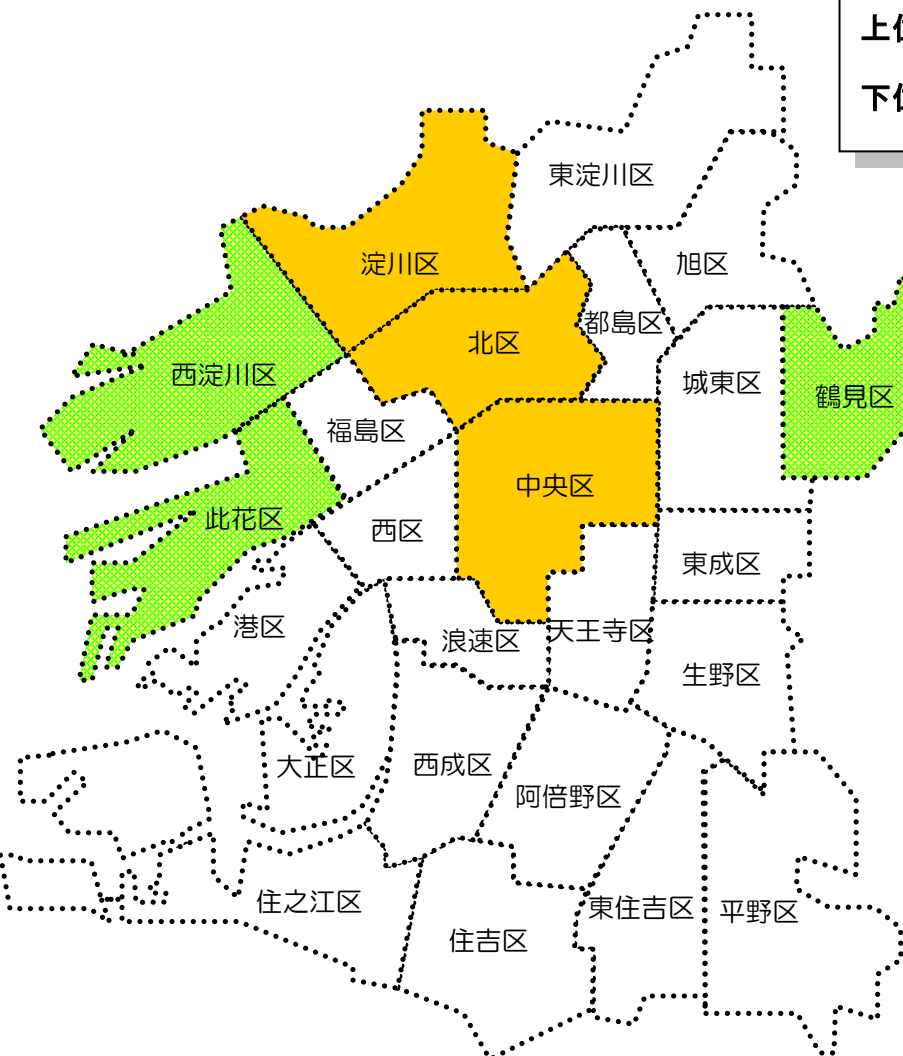 上位
下位
東淀川区
淀川区
旭区
都島区
北区
西淀川区
城東区
鶴見区
福島区
中央区
此花区
西区
東成区
港区
浪速区
天王寺区
生野区
大正区
西成区
阿倍野区
住之江区
東住吉区
平野区
住吉区